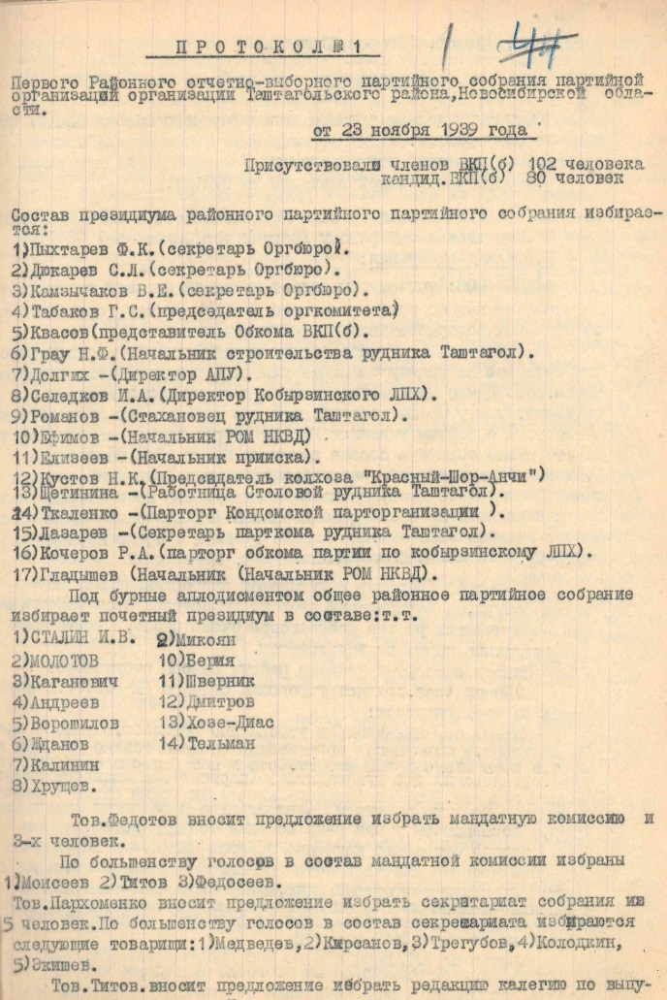 ПРОТОКОЛ №1
1 44
Первого Районного отчетно-выборного партийного собрания партийной
организаций организации Таштагольского района,Новосибирской обла-
сти.
от 23 ноября 1939 года
Присутствовали членов ВКП(б) 102 человека
кандид.ВКП(б) 80 человек
Состав президиума районного партийного партийного собрания избирае-
тся:
1)Пыхтарев Ф.К.(секретарь Оргбюро).
2)Дюкарев С.Л.(секретарь Оргбюро).
3)Камзычаков В.Е.(секретарь Оргбюро).
4)Табаков Г.С.(председатель оргкомитета)
5)Квасов(представитель Обкома ВКП(б).
6)Грау Н.Ф.(Начальник строительства рудника Таштагол).
7)Долгих -(Директор АПУ).
8)Селедков И.А.(Директор Кобырзинского ЛПХ).
9)Романов -(Стахановец рудника Таштагол).
10)Ефимов -(Начальник РОМ НКВД)
11)Елизеев -(Начальник прииска).
12)Кустов Н.К.(Председатель колхоза "Красный-Шор-Анчи")
13)Щетинина -(Работница Столовой рудника Таштагол).
14)Ткаленко -(Парторг Кондомской парторганизации ).
15)Лазарев -(Секретарь парткома рудника Таштагол).
16)Кочеров Р.А.(парторг обкома партии по кобырзинскому ЛПХ).
17)Гладышев (Начальник (Начальник РОМ НКВД).
Под бурные аплодисментом общее районное партийное собрание
избирает почетный президиум в составе:т.т.
1)СТАЛИН И.В. 9)Микоян
2)МОЛОТОВ 10)Берия
3)Каганович 11)Шверник
4)Андреев 12)Дмитров
5)Ворошилов 13)Хозе-Диас
6)Жданов 14)Тельман
7)Калинин
8)Хрущев.
Тов.Федотов вносит предложение избрать мандатную комиссию и
3-х человек.
По большенству голосов в состав мандатной комиссии избраны
1)Моисеев 2)Титов 3)Федосеев.
Тов.Пархоменко вносит предложение избрать секритариат собрания из
5 человек.По большенству голосов в состав секретариата избираются
следующие товарищи:1)Медведев,2)Кирсанов,3)Трегубов,4)Колодкин,
5)Экишев.
Тов.Титов.вносит предложение избрать редакцию калегию по выпу-